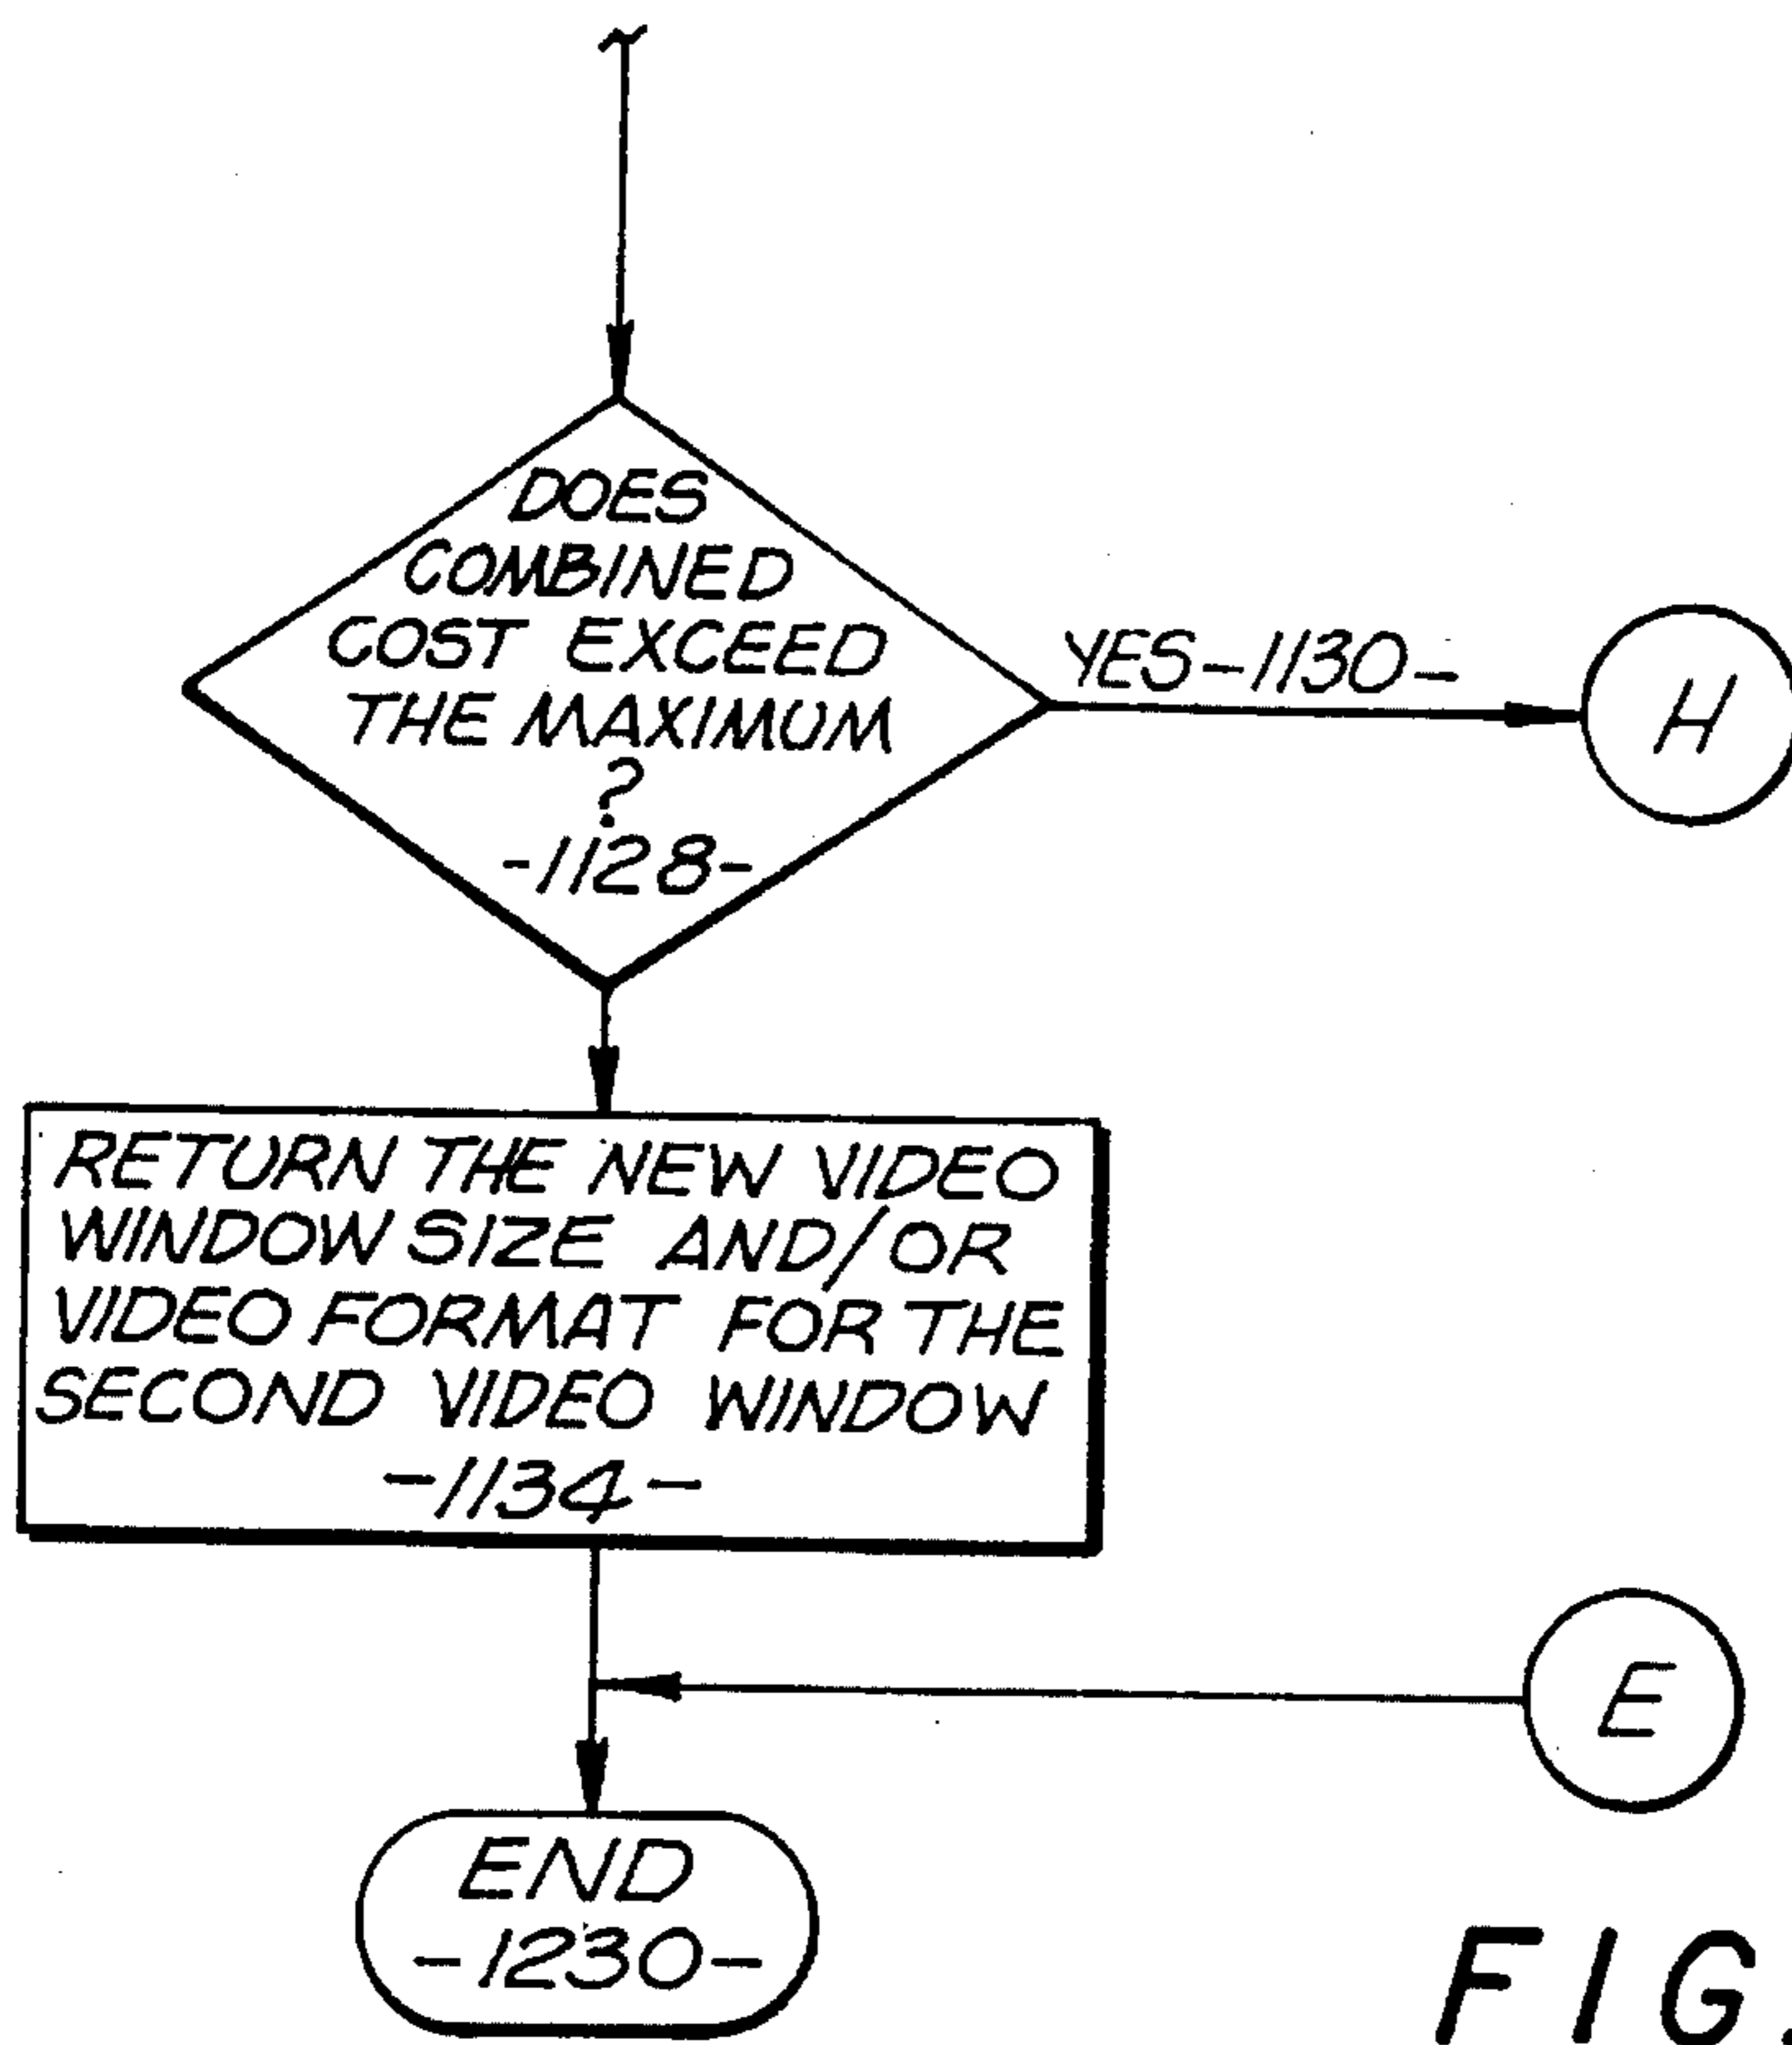 DOES
COMBINED
COST EXCEED
THE MAXIMUM
?
-1128-
YES-1130-
H
RETURN THE NEW VIDEO
WINDOW SIZE AND/OR
VIDEO FORMAT FOR THE
SECOND VIDEO WINDOW
-1134-
E
END
-1230-
FIG.